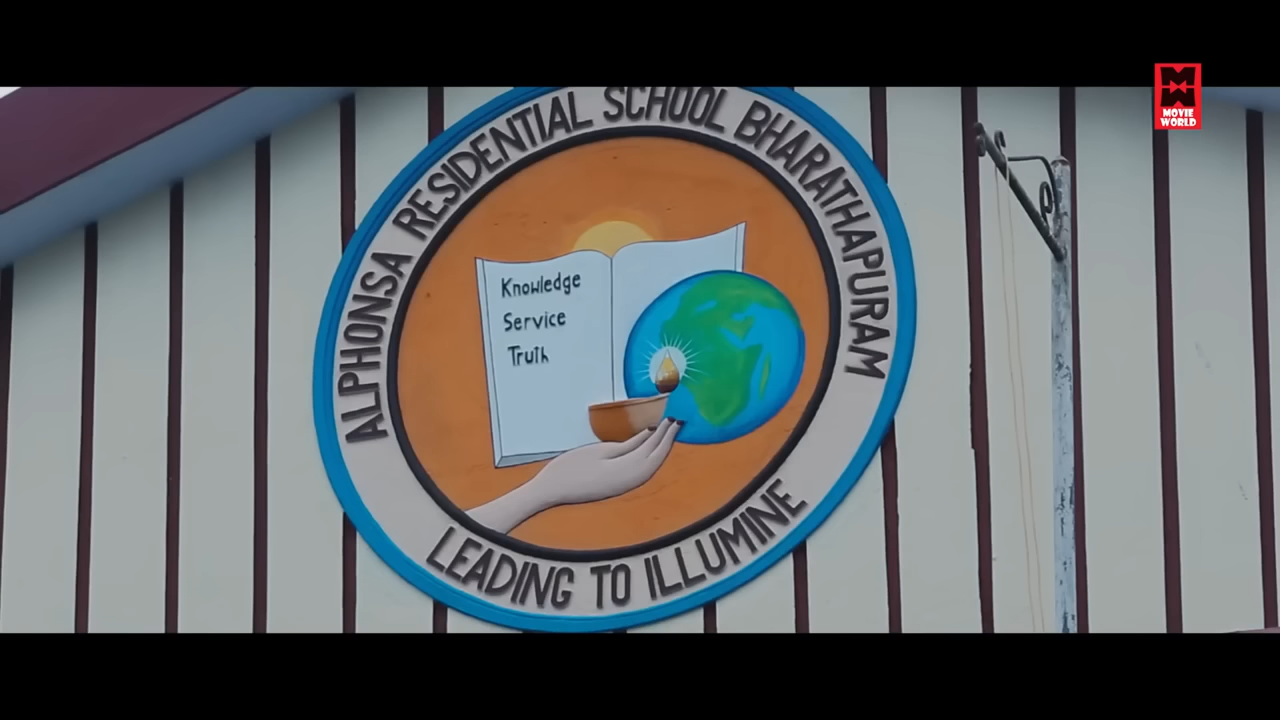 ALPHONSA RESIDENTIAL SCHOOL BHARATHAPURAM
Knowledge
Service
Truth
LEADING TO ILLUMINE
MOVIE
WORLD